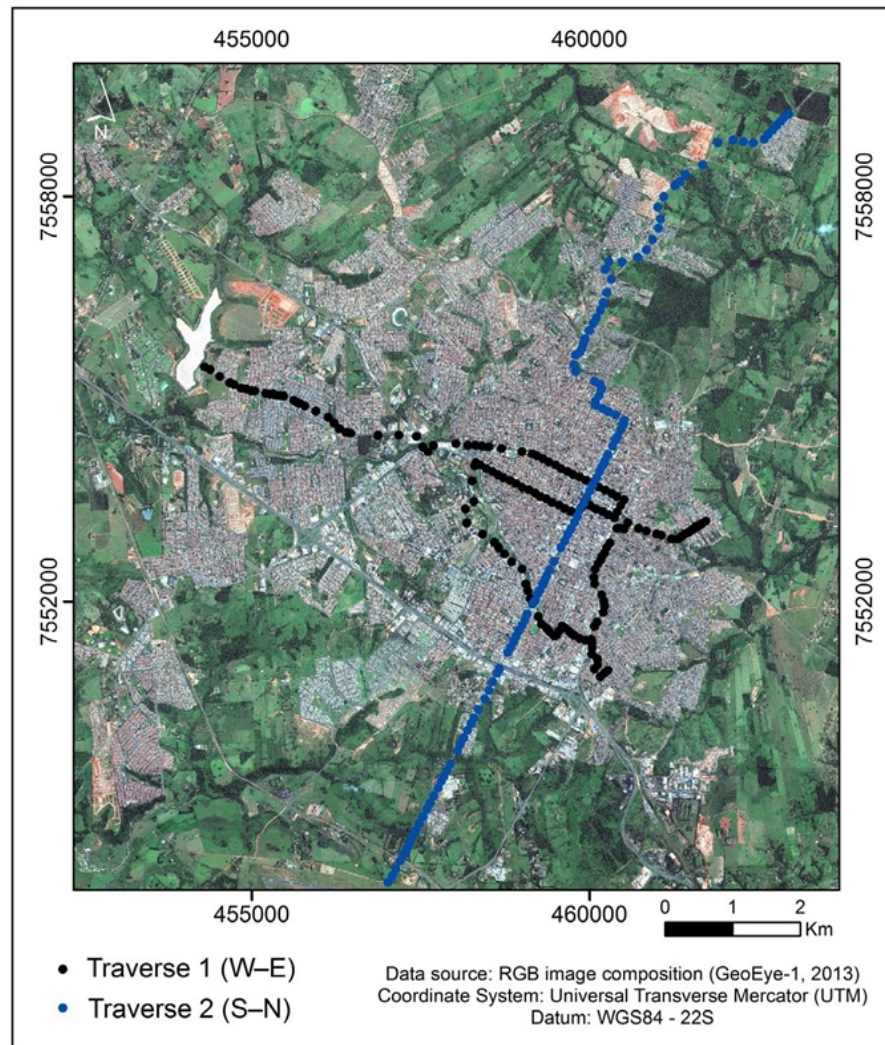 455000 460000
N
7558000 7558000
7552000 7552000
455000 460000
0 1 2
Km
Traverse 1 (W–E)
Traverse 2 (S–N)
Data source: RGB image composition (GeoEye-1, 2013)
Coordinate System: Universal Transverse Mercator (UTM)
Datum: WGS84 - 22S